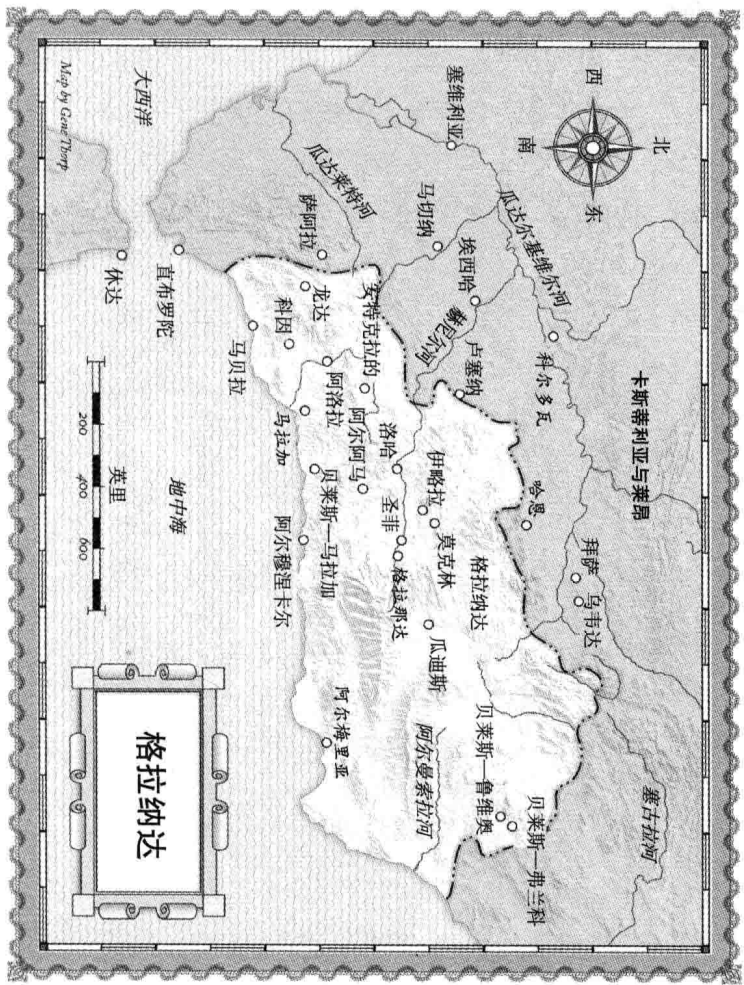 西
北
南
东
大西洋
Map by Gene Thorp
塞维利亚
瓜达莱特河
萨阿拉
马切纳
瓜达尔基维尔河
埃西哈
赫尼尔河
卢塞纳
科尔多瓦
卡斯蒂利亚与莱昂
休达
直布罗陀
龙达
科因
安特克拉的
马贝拉
阿洛拉
马拉加
阿尔阿马
洛哈
伊略拉
哈恩
拜萨
乌韦达
贝莱斯—马拉加
圣菲
莫克林
格拉纳达
阿尔穆涅卡尔
格拉那达
瓜迪斯
地中海
200
400
600
英里
阿尔梅里亚
阿尔曼索拉河
贝莱斯—鲁维奥
贝莱斯—弗兰科
塞古拉河
格拉纳达